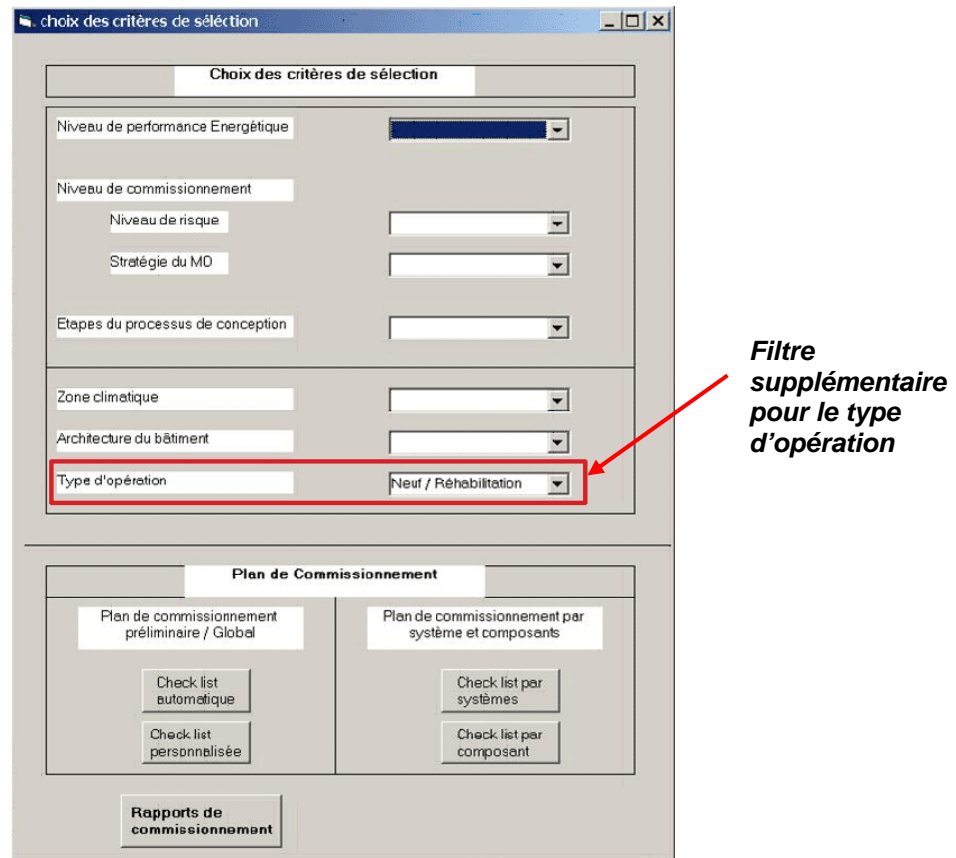 choix des critères de séléction
Choix des critères de sélection
Niveau de performance Energétique
Niveau de commissionnement
Niveau de risque
Stratégie du MO
Etapes du processus de conception
Zone climatique
Architecture du bâtiment
Type d'opération
Neuf / Réhabilitation
Filtre
supplémentaire
pour le type
d'opération
Plan de Commissionnement
Plan de commissionnement
préliminaire / Global
Check list
automatique
Check list
personnalisée
Plan de commissionnement par
système et composants
Check list par
systèmes
Check list par
composant
Rapports de
commissionnement